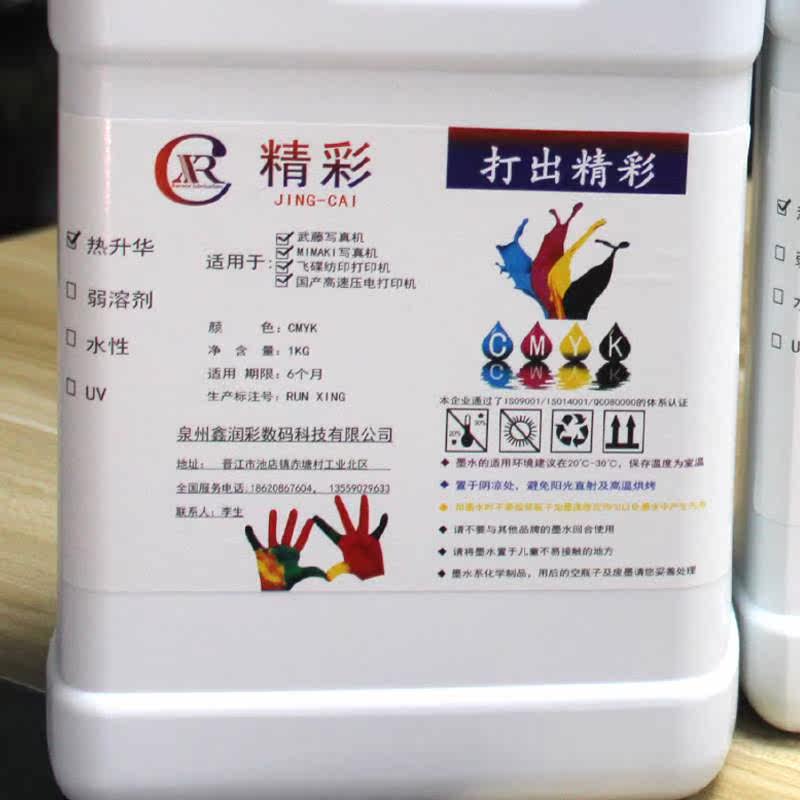 XR
精彩
JING-CAI
打出精彩
热升华
弱溶剂
水性
UV
适用于:
武藤写真机
MIMAKI写真机
飞碟纺印打印机
国产高速压电打印机
颜 色: CMYK
净 含 量: 1KG
适用 期限: 6个月
生产标注号: RUN XING
泉州鑫润彩数码科技有限公司
地址: 晋江市池店镇赤塘村工业北区
全国服务电话:18620867604, 13559029633
联系人: 李生
C M Y K
本企业通过了ISO9001/ISO14001/QC080000的体系认证
20% 30%
◆ 墨水的适用环境建议在20℃-30℃, 保存温度为室温
◆ 置于阴凉处、避免阳光直射及高温烘烤
◆ 请不要与其他品牌的墨水回合使用
◆ 请将墨水置于儿童不易接触的地方
◆ 墨水系化学制品, 用后的空瓶子及废墨请您妥善处理